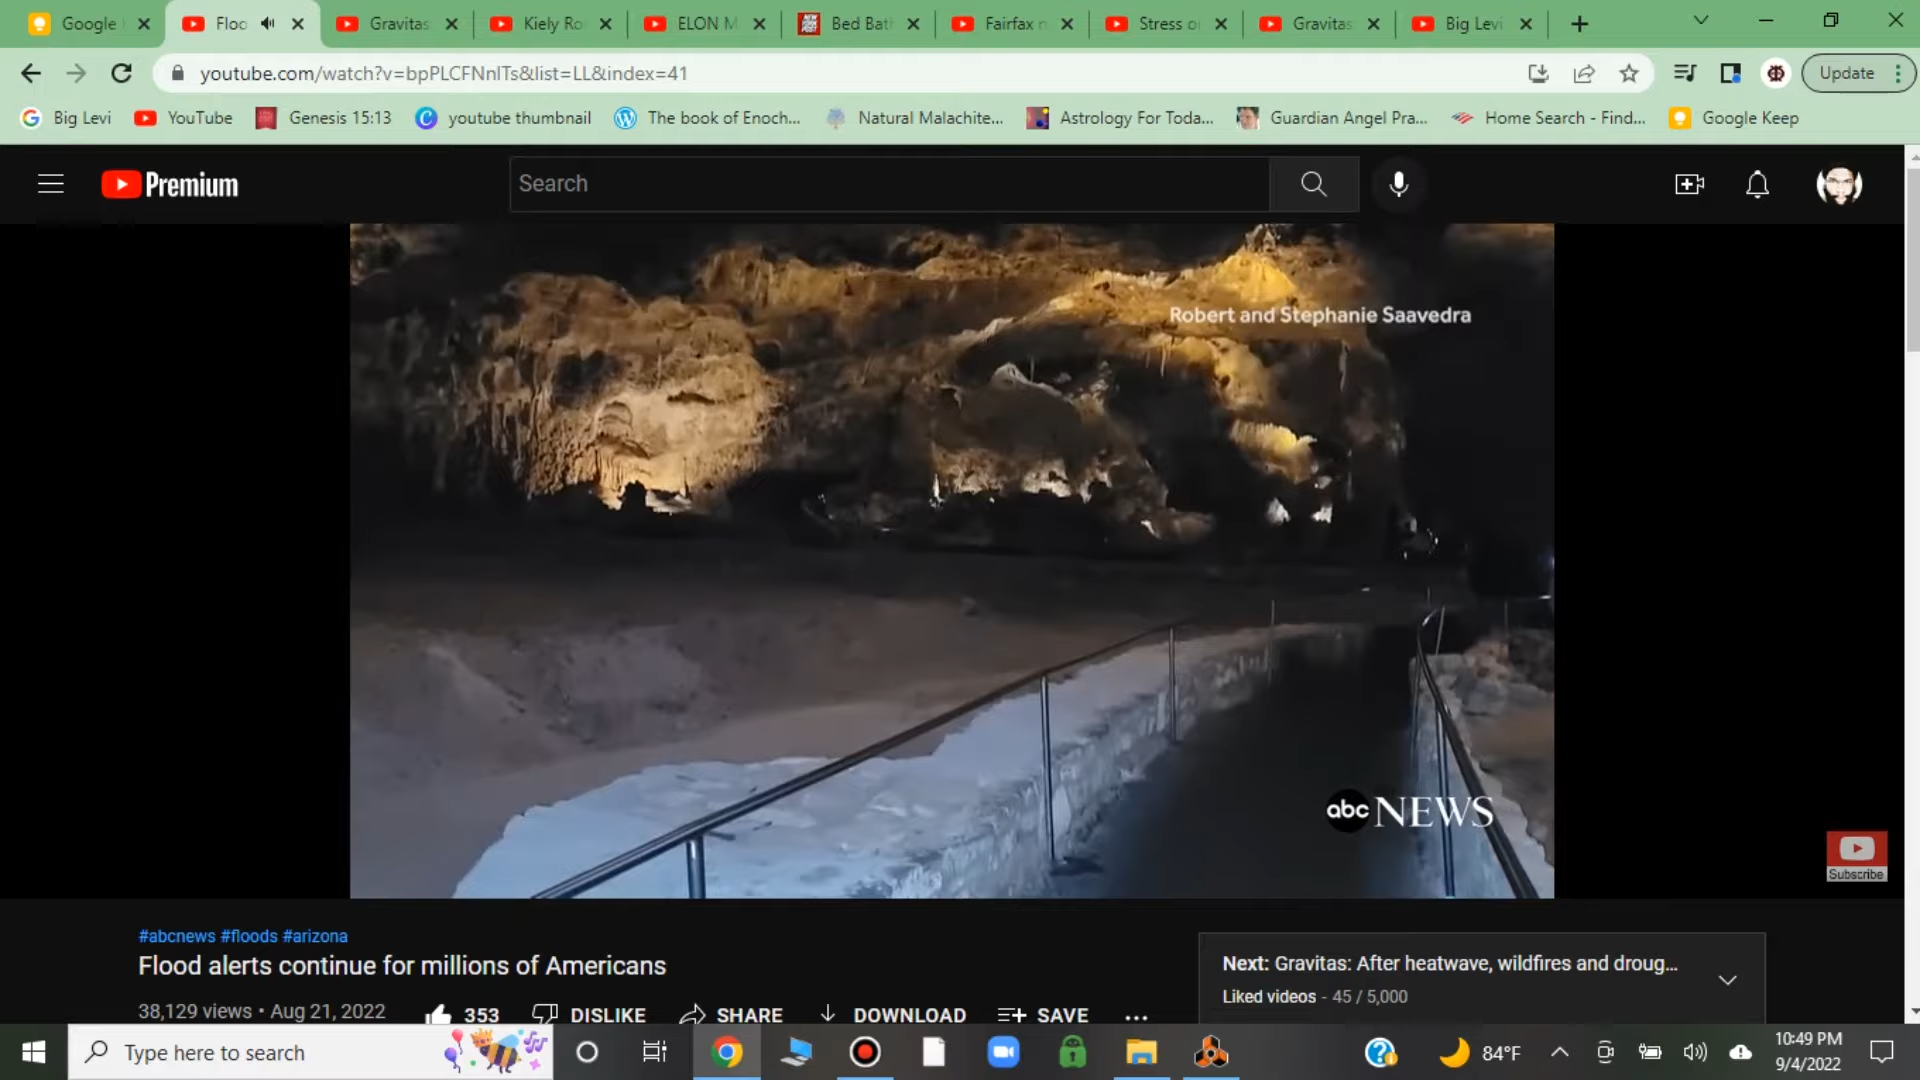 Google
Floo
Gravitas
Kiely Ro
ELON M
Bed Bat
Fairfax n
Stress o
Gravitas
Big Levi
youtube.com/watch?v=bpPLCFNnlTs&list=LL&index=41
Update
Big Levi
YouTube
Genesis 15:13
youtube thumbnail
The book of Enoch...
Natural Malachite...
Astrology For Toda...
Guardian Angel Pra...
Home Search - Find...
Google Keep
Premium
Search
Robert and Stephanie Saavedra
abc NEWS
Subscribe
#abcnews #floods #arizona
Flood alerts continue for millions of Americans
38,129 views • Aug 21, 2022
353
DISLIKE
SHARE
DOWNLOAD
SAVE
Next: Gravitas: After heatwave, wildfires and droug...
Liked videos - 45 / 5,000
Type here to search
84°F
10:49 PM
9/4/2022